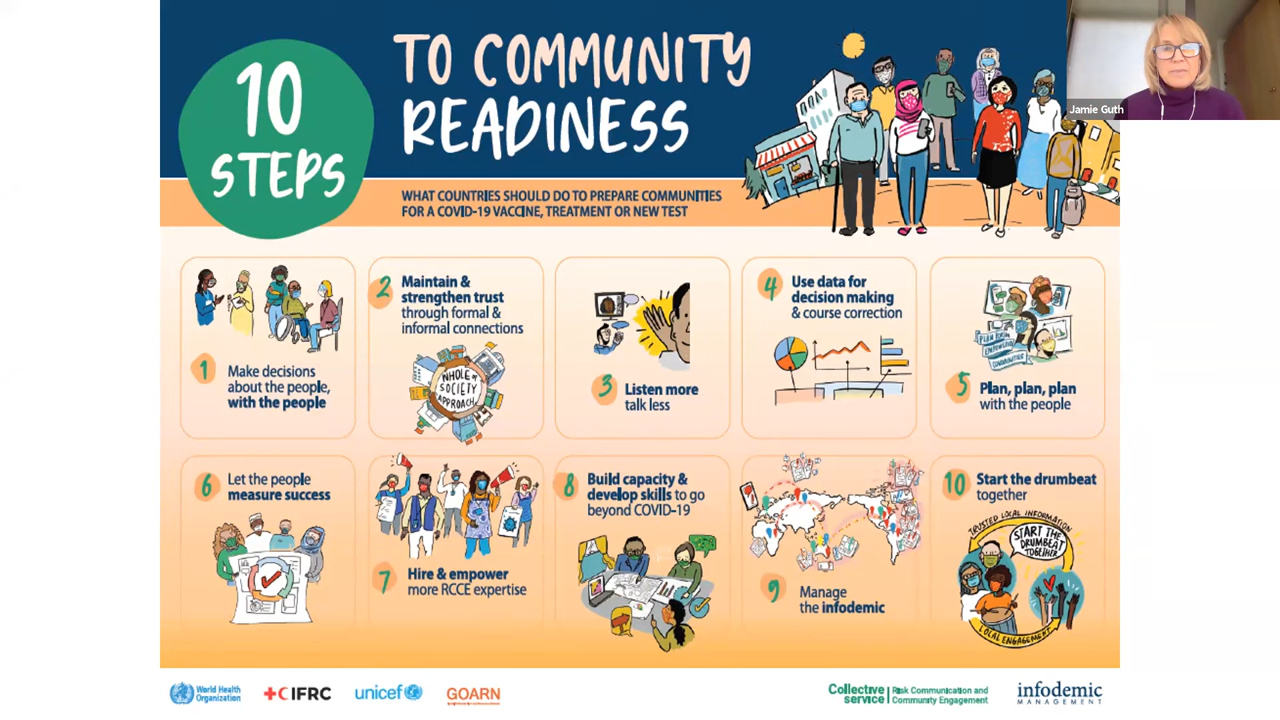 10
STEPS
TO COMMUNITY
READINESS
WHAT COUNTRIES SHOULD DO TO PREPARE COMMUNITIES
FOR A COVID-19 VACCINE, TREATMENT OR NEW TEST
Jamie Guth
1
Make decisions
about the people,
with the people
2
Maintain &
strengthen trust
through formal &
informal connections
WHOLE OF
SOCIETY
APPROACH
3
Listen more
talk less
4
Use data for
decision making
& course correction
5
Plan, plan, plan
with the people
6
Let the people
measure success
7
Hire & empower
more RCCE expertise
8
Build capacity &
develop skills to go
beyond COVID-19
9
Manage
the infodemic
10
Start the drumbeat
together
TRUSTED LOCAL INFORMATION
START THE
DRUMBEAT
TOGETHER
LOCAL ENGAGEMENT
World Health
Organization
IFRC
unicef
GOARN
Collective
service
Risk Communication and
Community Engagement
infodemic
MANAGEMENT